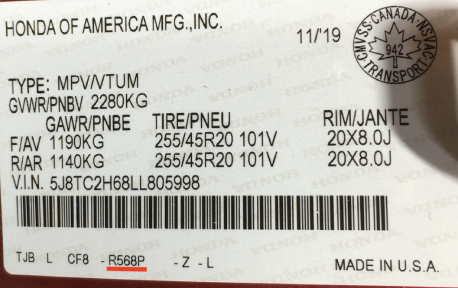 HONDA OF AMERICA MFG.,INC.
11/'19
CMVSS-CANADA-NSVAC
942
TRANSPORT
TYPE: MPV/VTUM
GVWR/PNBV 2280KG
GAWR/PNBE TIRE/PNEU RIM/JANTE
F/AV 1190KG 255/45R20 101V 20X8.0J
R/AR 1140KG 255/45R20 101V 20X8.0J
V.I.N. 5J8TC2H68LL805998
TJB L CF8 - R568P - Z - L
MADE IN U.S.A.